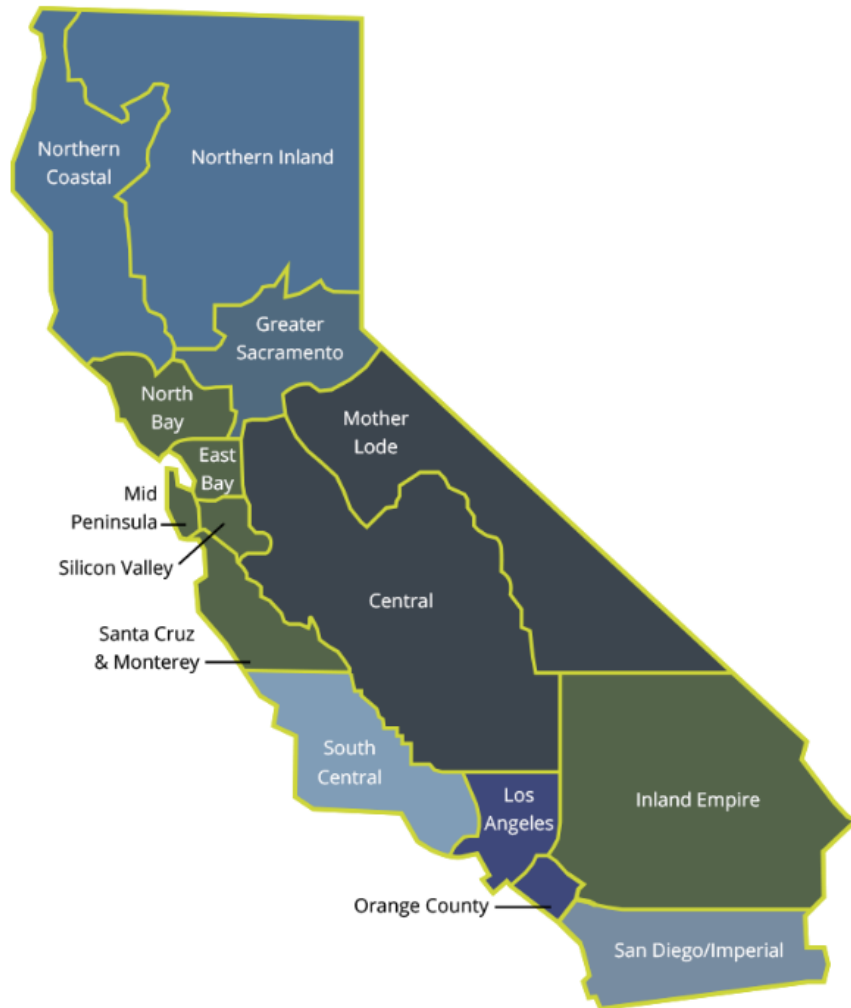 Northern
Coastal
Northern Inland
Greater
Sacramento
North
Bay
Mother
Lode
East
Bay
Mid
Peninsula
Silicon Valley
Central
Santa Cruz
& Monterey
South
Central
Los
Angeles
Inland Empire
Orange County
San Diego/Imperial